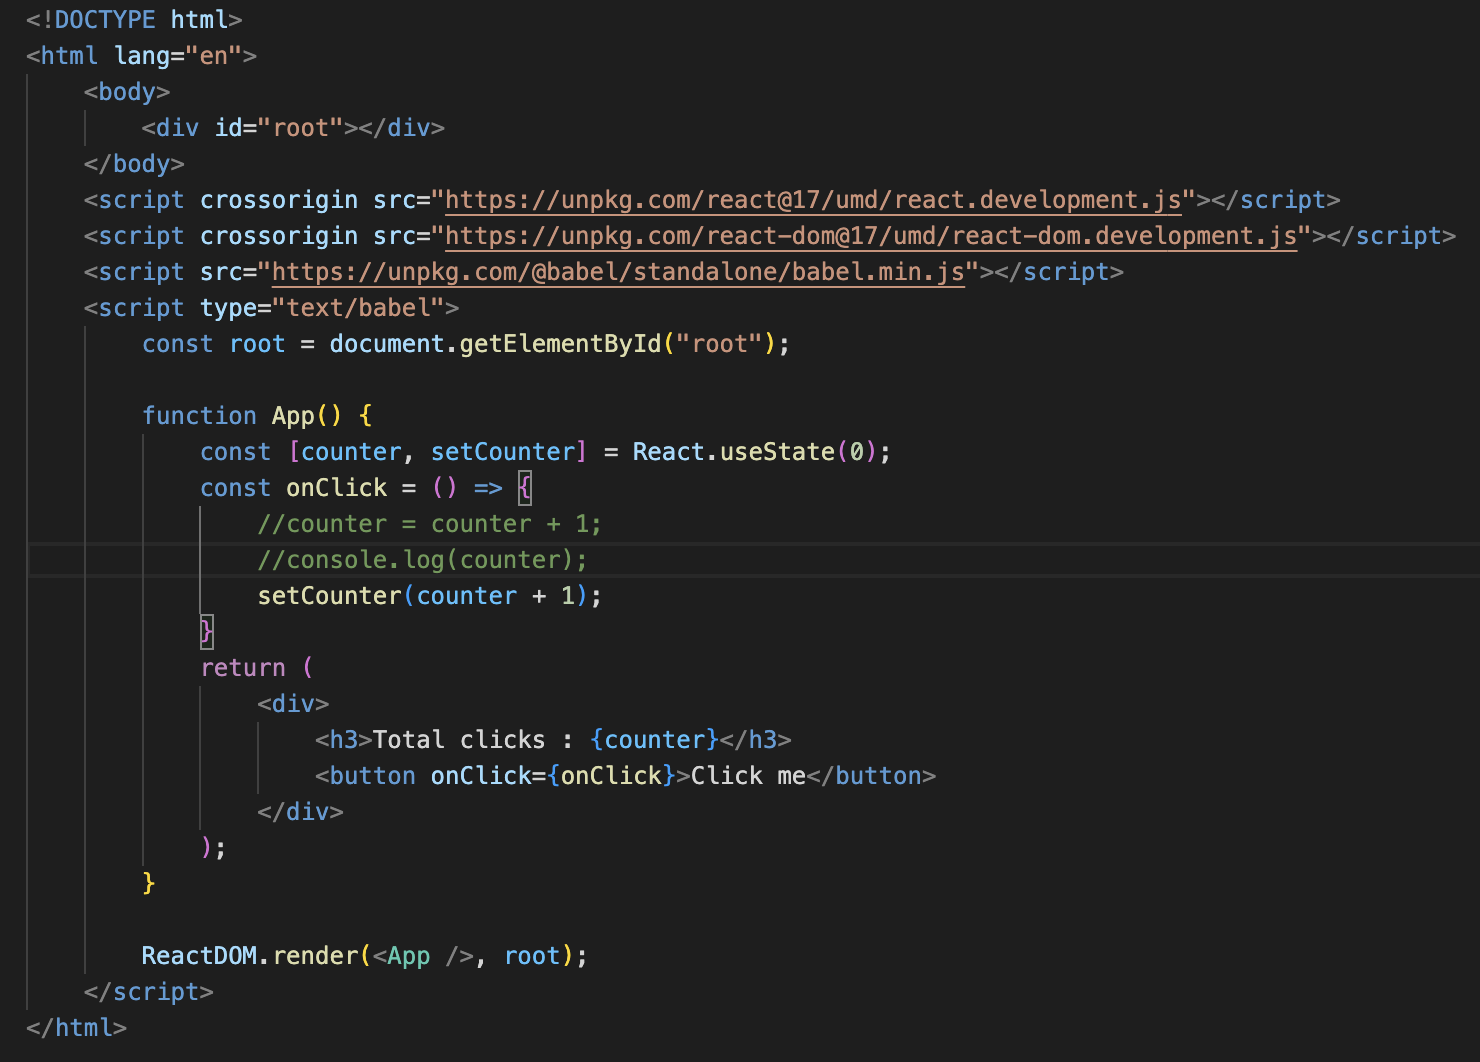 <!DOCTYPE html>
<html lang="en">
    <body>
        <div id="root"></div>
    </body>
    <script crossorigin src="https://unpkg.com/react@17/umd/react.development.js"></script>
    <script crossorigin src="https://unpkg.com/react-dom@17/umd/react-dom.development.js"></script>
    <script src="https://unpkg.com/@babel/standalone/babel.min.js"></script>
    <script type="text/babel">
        const root = document.getElementById("root");

        function App() {
            const [counter, setCounter] = React.useState(0);
            const onClick = () => {
                //counter = counter + 1;
                //console.log(counter);
                setCounter(counter + 1);
            }
            return (
                <div>
                    <h3>Total clicks : {counter}</h3>
                    <button onClick={onClick}>Click me</button>
                </div>
            );
        }

        ReactDOM.render(<App />, root);
    </script>
</html>